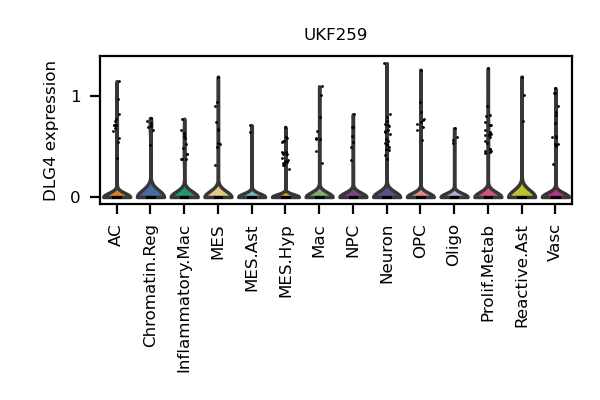 UKF259
DLG4 expression
1
0
AC
Chromatin.Reg
Inflammatory.Mac
MES
MES.Ast
MES.Hyp
Mac
NPC
Neuron
OPC
Oligo
Prolif.Metab
Reactive.Ast
Vasc